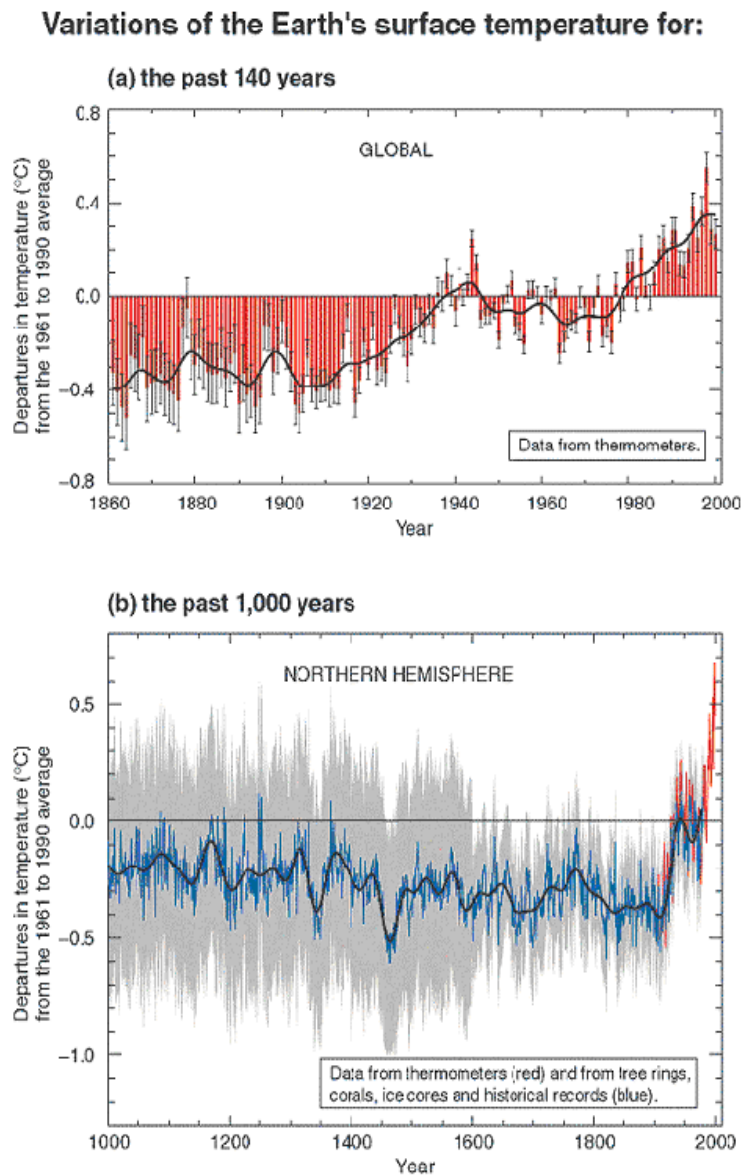 Variations of the Earth's surface temperature for:
(a) the past 140 years
GLOBAL
Departures in temperature (°C)
from the 1961 to 1990 average
0.8
0.4
0.0
−0.4
−0.8
Data from thermometers.
1860 1880 1900 1920 1940 1960 1980 2000
Year
(b) the past 1,000 years
NORTHERN HEMISPHERE
Departures in temperature (°C)
from the 1961 to 1990 average
0.5
0.0
−0.5
−1.0
Data from thermometers (red) and from tree rings,
corals, ice cores and historical records (blue).
1000 1200 1400 1600 1800 2000
Year